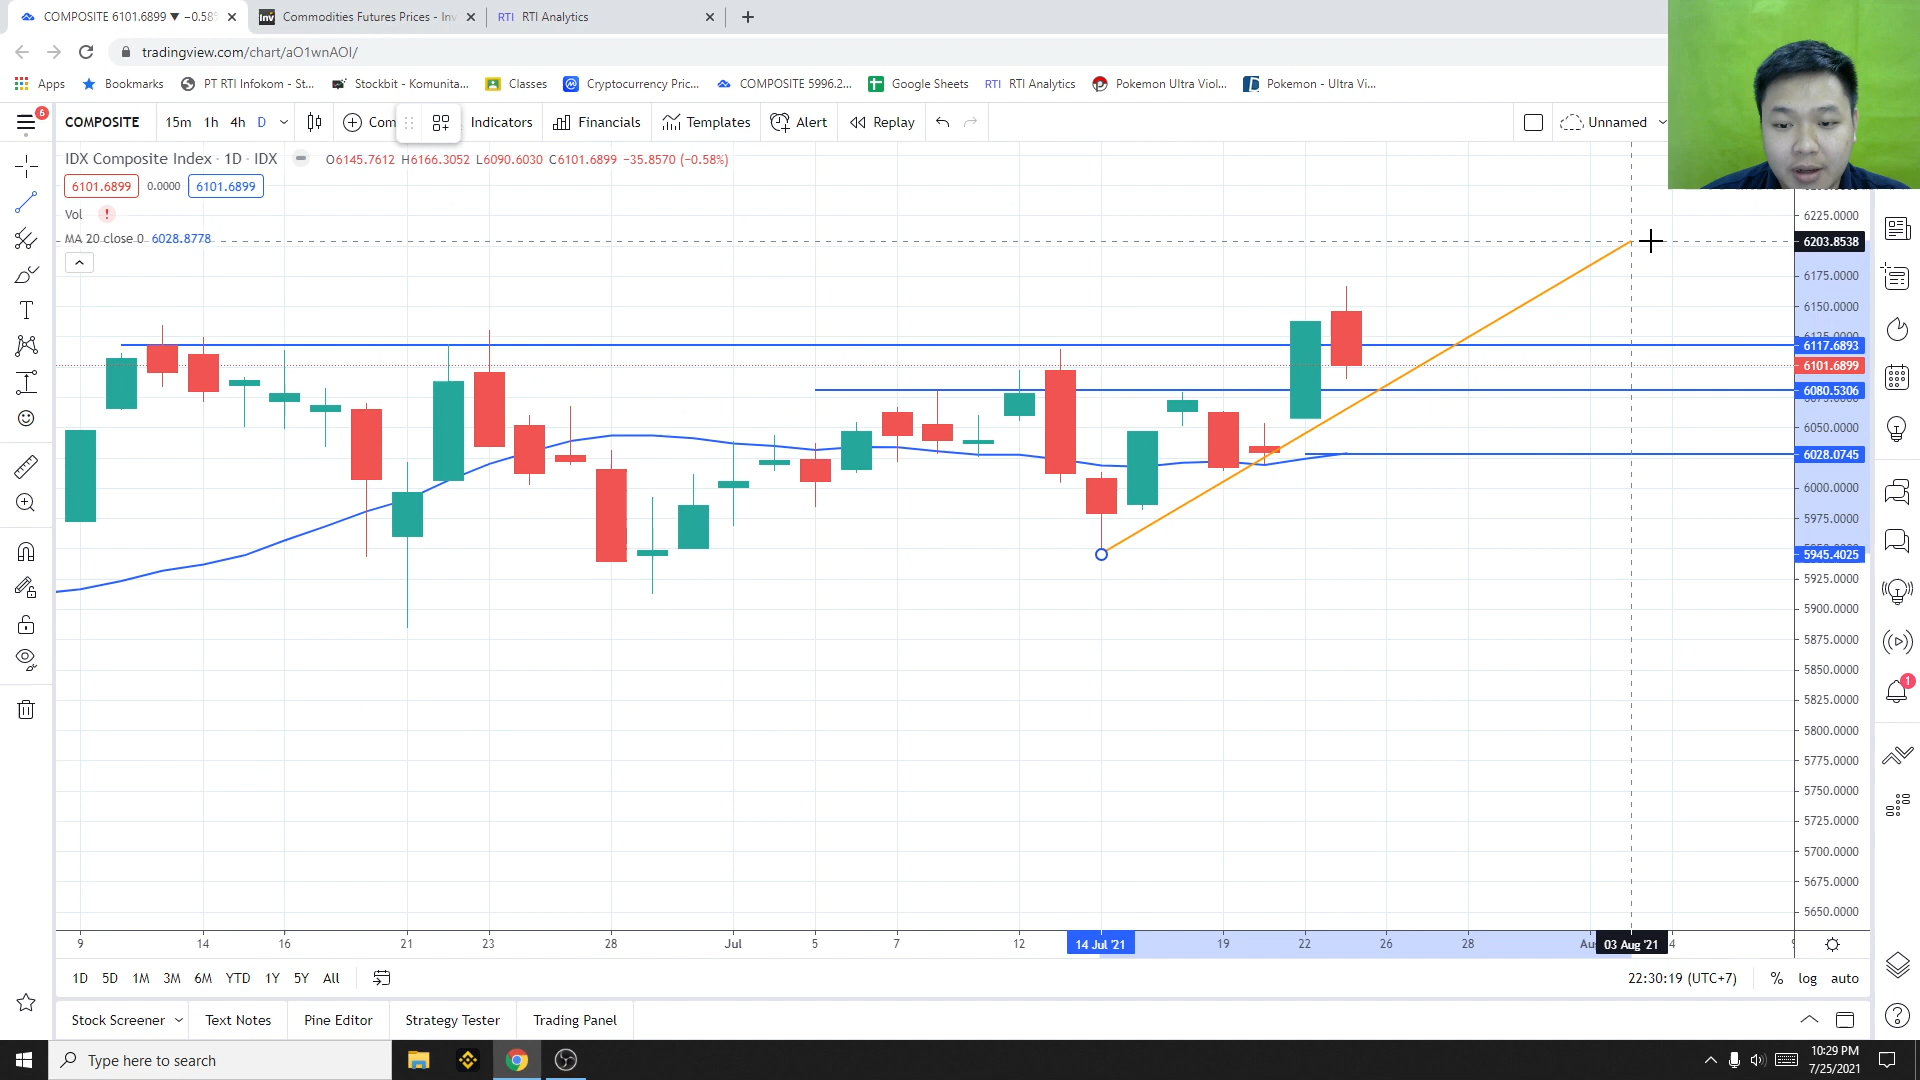 COMPOSITE 6101.6899 ▼ −0.58
Commodities Futures Prices - Inv
RTI RTI Analytics
tradingview.com/chart/aO1wnAOI/
Apps Bookmarks PT RTI Infokom - St... Stockbit - Komunita... Classes Cryptocurrency Pric... COMPOSITE 5996.2... Google Sheets RTI RTI Analytics Pokemon Ultra Viol... Pokemon - Ultra Vi...
6 COMPOSITE 15m 1h 4h D Com Indicators Financials Templates Alert Replay Unnamed
IDX Composite Index · 1D · IDX O6145.7612 H6166.3052 L6090.6030 C6101.6899 −35.8570 (−0.58%)
6101.6899 0.0000 6101.6899
Vol !
MA 20 close 0 6028.8778
6225.0000
6203.8538
6175.0000
6150.0000
6117.6893
6101.6899
6080.5306
6050.0000
6028.0745
6000.0000
5975.0000
5945.4025
5925.0000
5900.0000
5875.0000
5850.0000
5825.0000
5800.0000
5775.0000
5750.0000
5725.0000
5700.0000
5675.0000
5650.0000
1
9 14 16 21 23 28 Jul 5 7 12 14 Jul '21 19 22 26 28 03 Aug '21 4
1D 5D 1M 3M 6M YTD 1Y 5Y All 22:30:19 (UTC+7) % log auto
Stock Screener Text Notes Pine Editor Strategy Tester Trading Panel
Type here to search
10:29 PM
7/25/2021